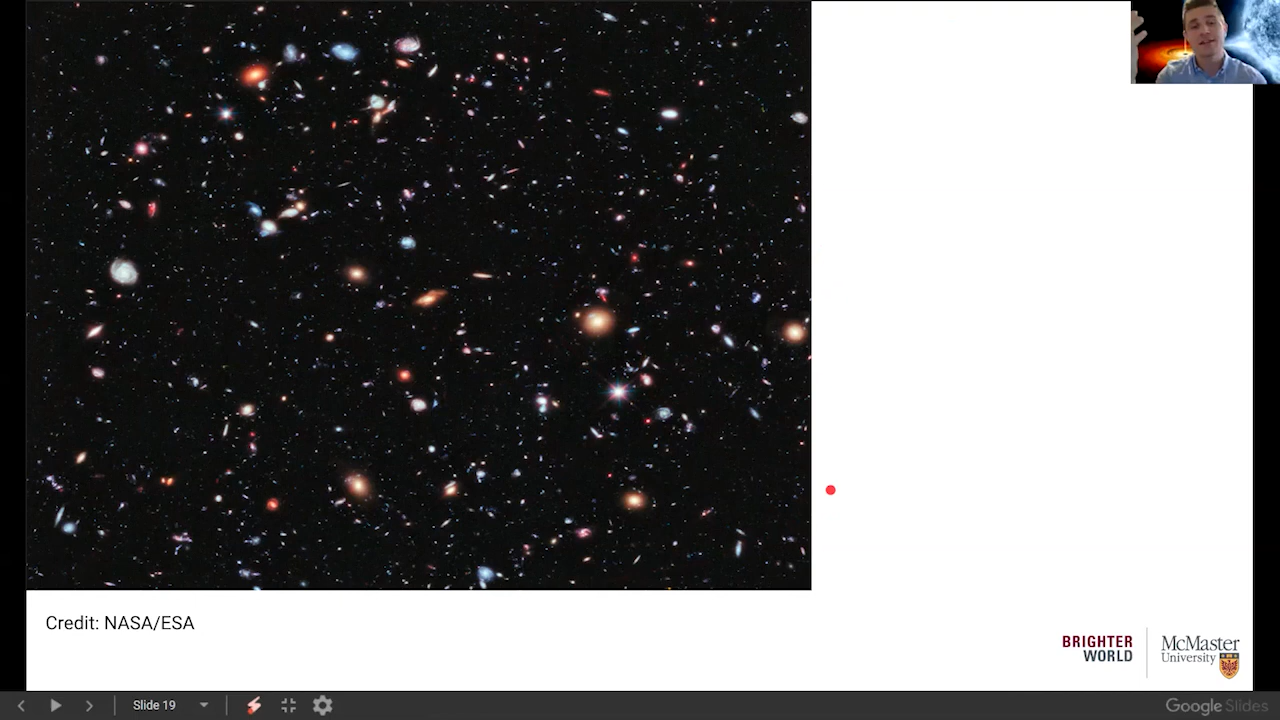 Credit: NASA/ESA
BRIGHTER
WORLD
McMaster
University
Slide 19
Google Slides